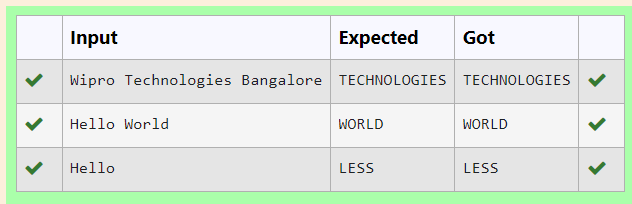 Input Expected Got
Wipro Technologies Bangalore TECHNOLOGIES TECHNOLOGIES
Hello World WORLD WORLD
Hello LESS LESS